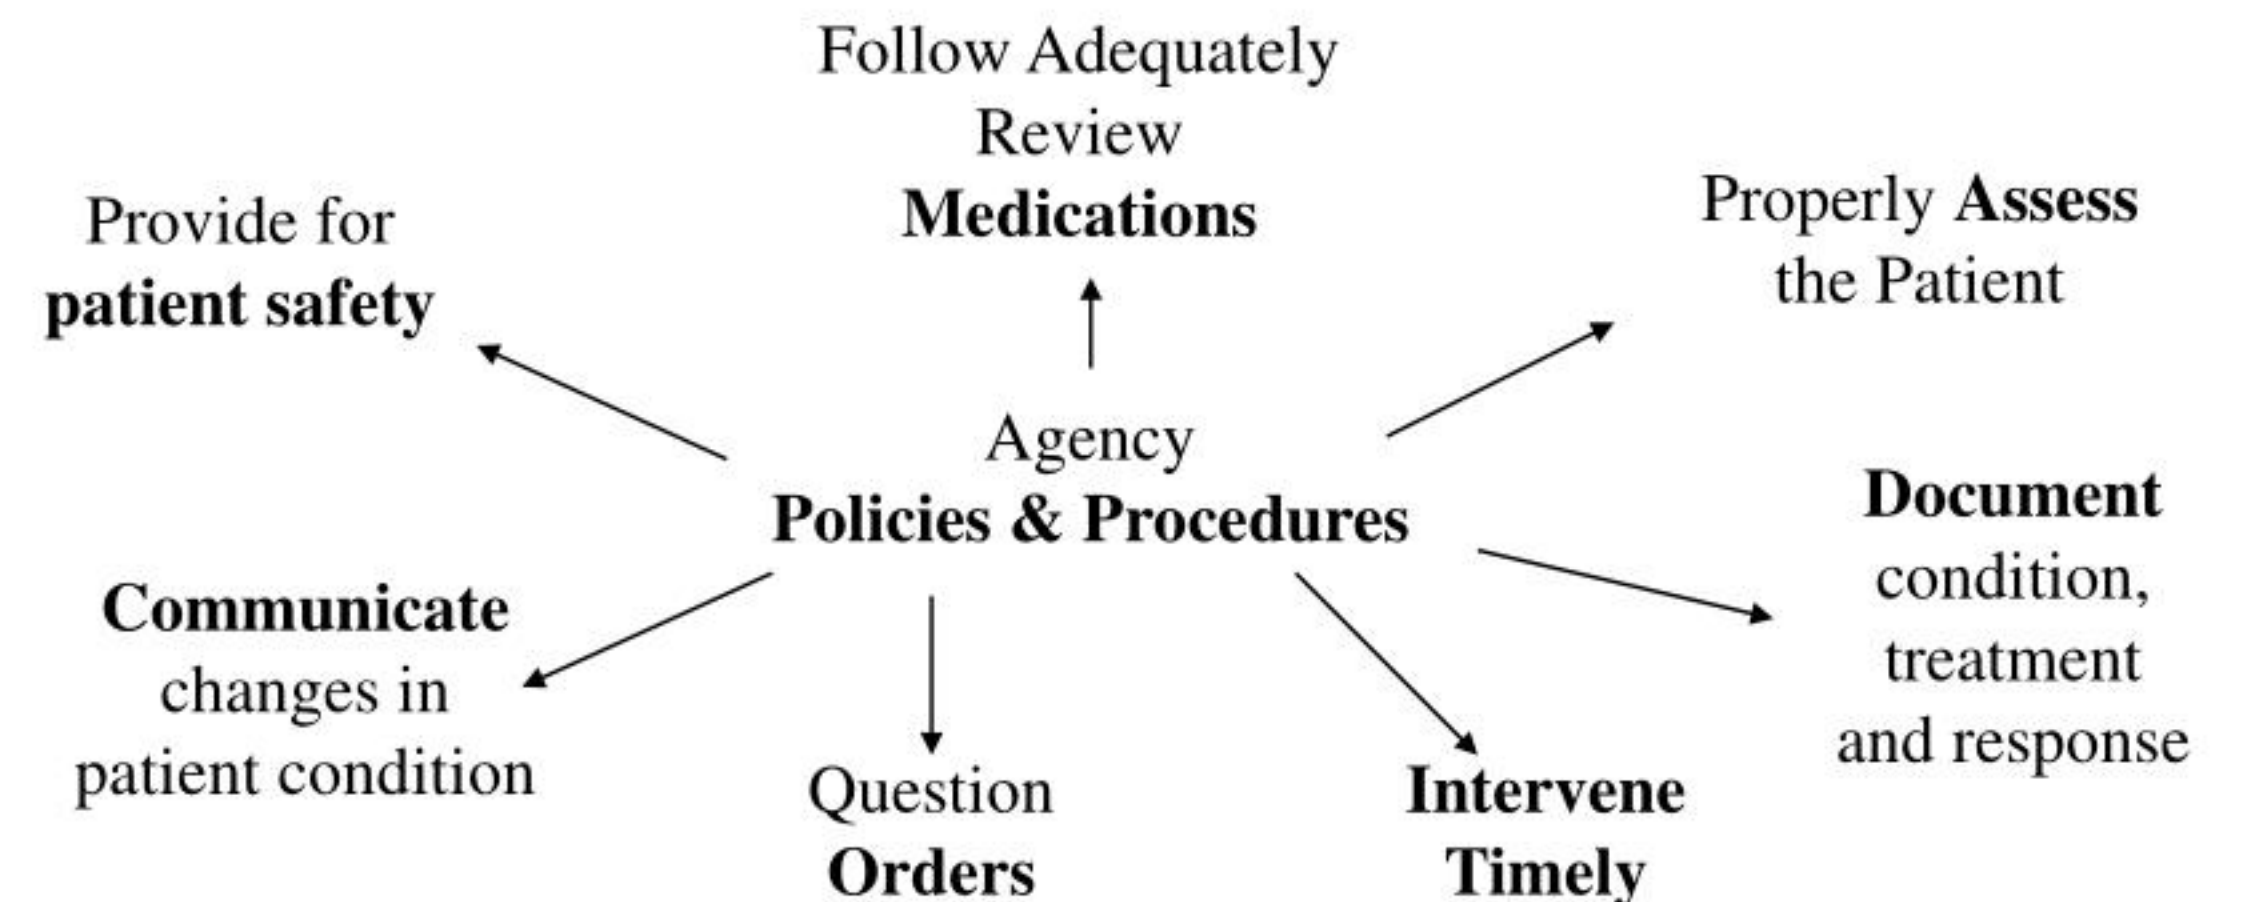 Follow Adequately
Review
Medications
Provide for
patient safety
Properly Assess
the Patient
Agency
Policies & Procedures
Document
condition,
treatment
and response
Communicate
changes in
patient condition
Question
Orders
Intervene
Timely